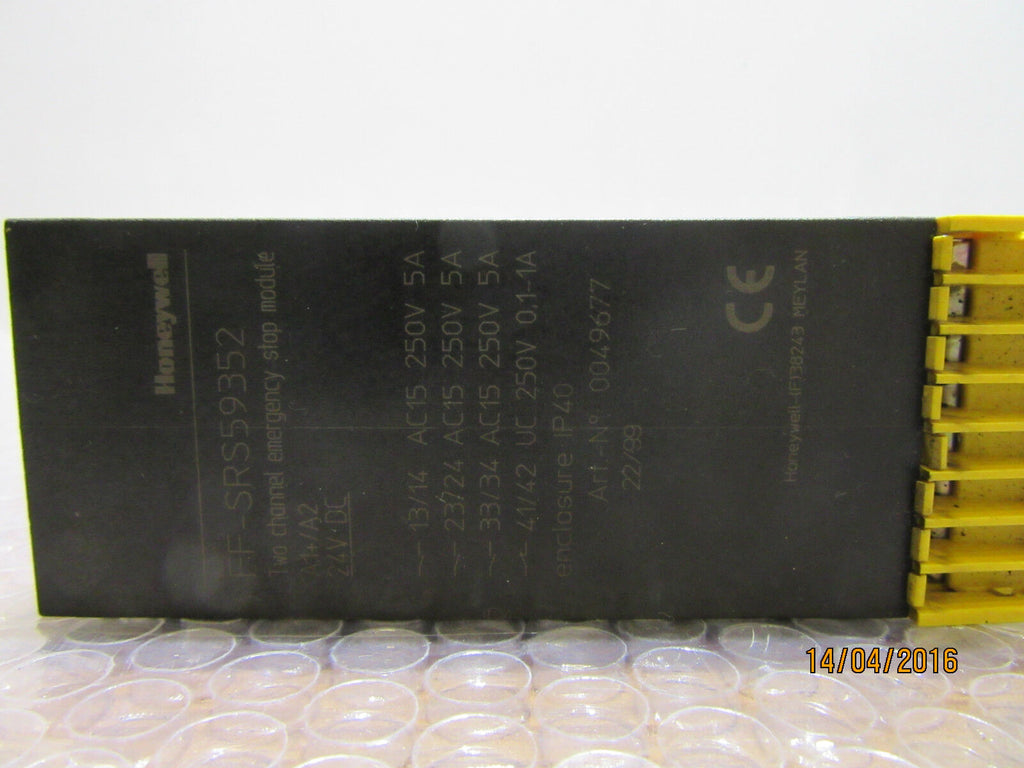 Honeywell
FF-SRS59352
Two channel emergency stop module
A1+/A2
24V DC
13/14 AC15 250V 5A
23/24 AC15 250V 5A
33/34 AC15 250V 5A
41/42 UC 250V 0.1-1A
enclosure IP40
Art.-N° 0049677
22/99
CE
Honeywell-(F)38243 MEYLAN
14/04/2016